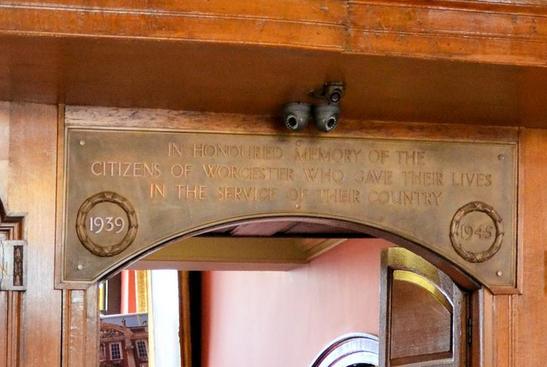 IN HONOURED MEMORY OF THE
CITIZENS OF WORCESTER WHO GAVE THEIR LIVES
IN THE SERVICE OF THEIR COUNTRY
1939
1945